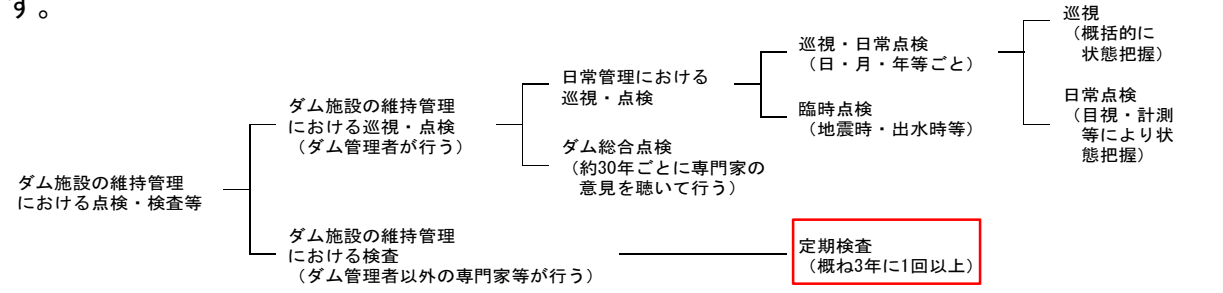 す。
ダム施設の維持管理
における点検・検査等
ダム施設の維持管理
における巡視・点検
（ダム管理者が行う）
日常管理における
巡視・点検
巡視・日常点検
（日・月・年等ごと）
巡視
（概括的に
状態把握）
日常点検
（目視・計測
等により状
態把握）
臨時点検
（地震時・出水時等）
ダム総合点検
（約30年ごとに専門家の
意見を聴いて行う）
ダム施設の維持管理
における検査
（ダム管理者以外の専門家等が行う）
定期検査
（概ね3年に1回以上）